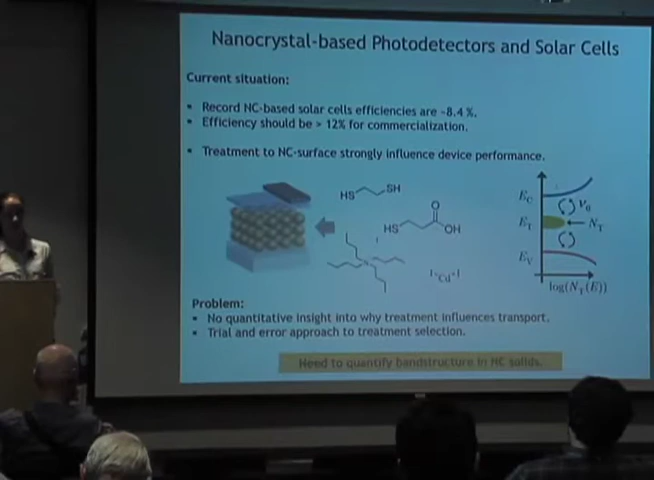 Nanocrystal-based Photodetectors and Solar Cells
Current situation:
• Record NC-based solar cells efficiencies are ~8.4 %.
• Efficiency should be > 12% for commercialization.
• Treatment to NC-surface strongly influence device performance.
HS SH
O
HS OH
I Cd I
E_C
ν₀
E_T
N_T
E_V
log(N_T(E))
Problem:
• No quantitative insight into why treatment influences transport.
• Trial and error approach to treatment selection.
Need to quantify bandstructure in NC solids.